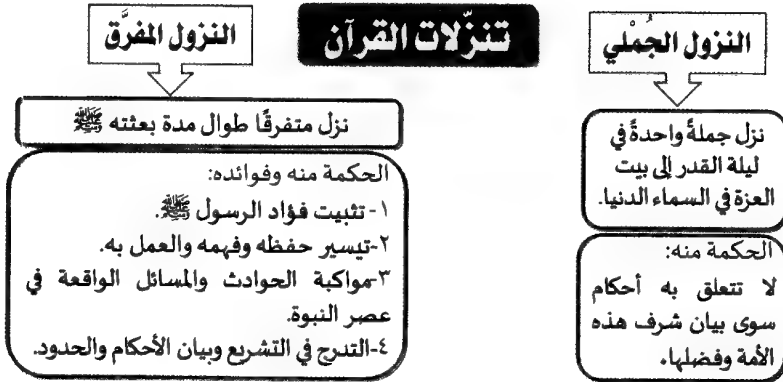 تنزّلات القرآن
النزول الجُمْلي
نزل جملةً واحدةً في
ليلة القدر إلى بيت
العزة في السماء الدنيا.
الحكمة منه:
لا تتعلق به أحكام
سوى بيان شرف هذه
الأمة وفضلها.
النزول المفرَّق
نزل متفرقًا طوال مدة بعثته ﷺ
الحكمة منه وفوائده:
١- تثبيت فؤاد الرسول ﷺ.
٢-تيسير حفظه وفهمه والعمل به.
٣-مواكبة الحوادث والمسائل الواقعة في
عصر النبوة.
٤-التدرج في التشريع وبيان الأحكام والحدود.